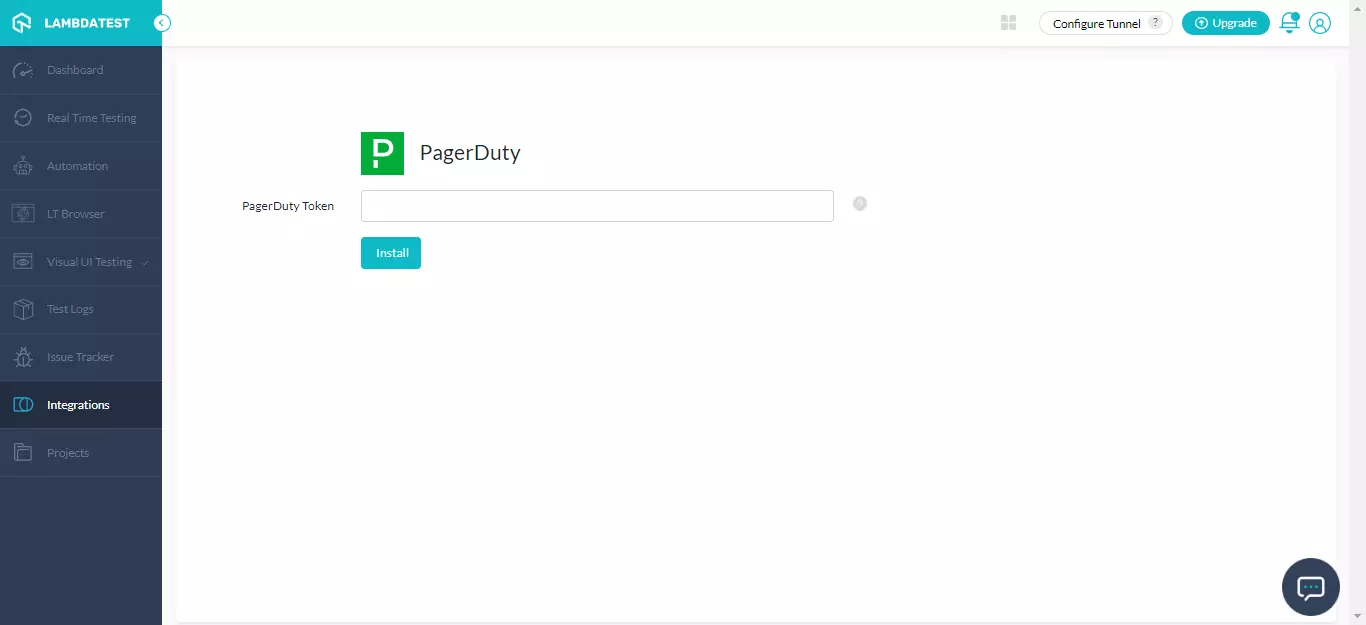 LAMBDATEST
Configure Tunnel ?
Upgrade
Dashboard
Real Time Testing
Automation
LT Browser
Visual UI Testing
Test Logs
Issue Tracker
Integrations
Projects
P PagerDuty
PagerDuty Token
?
Install